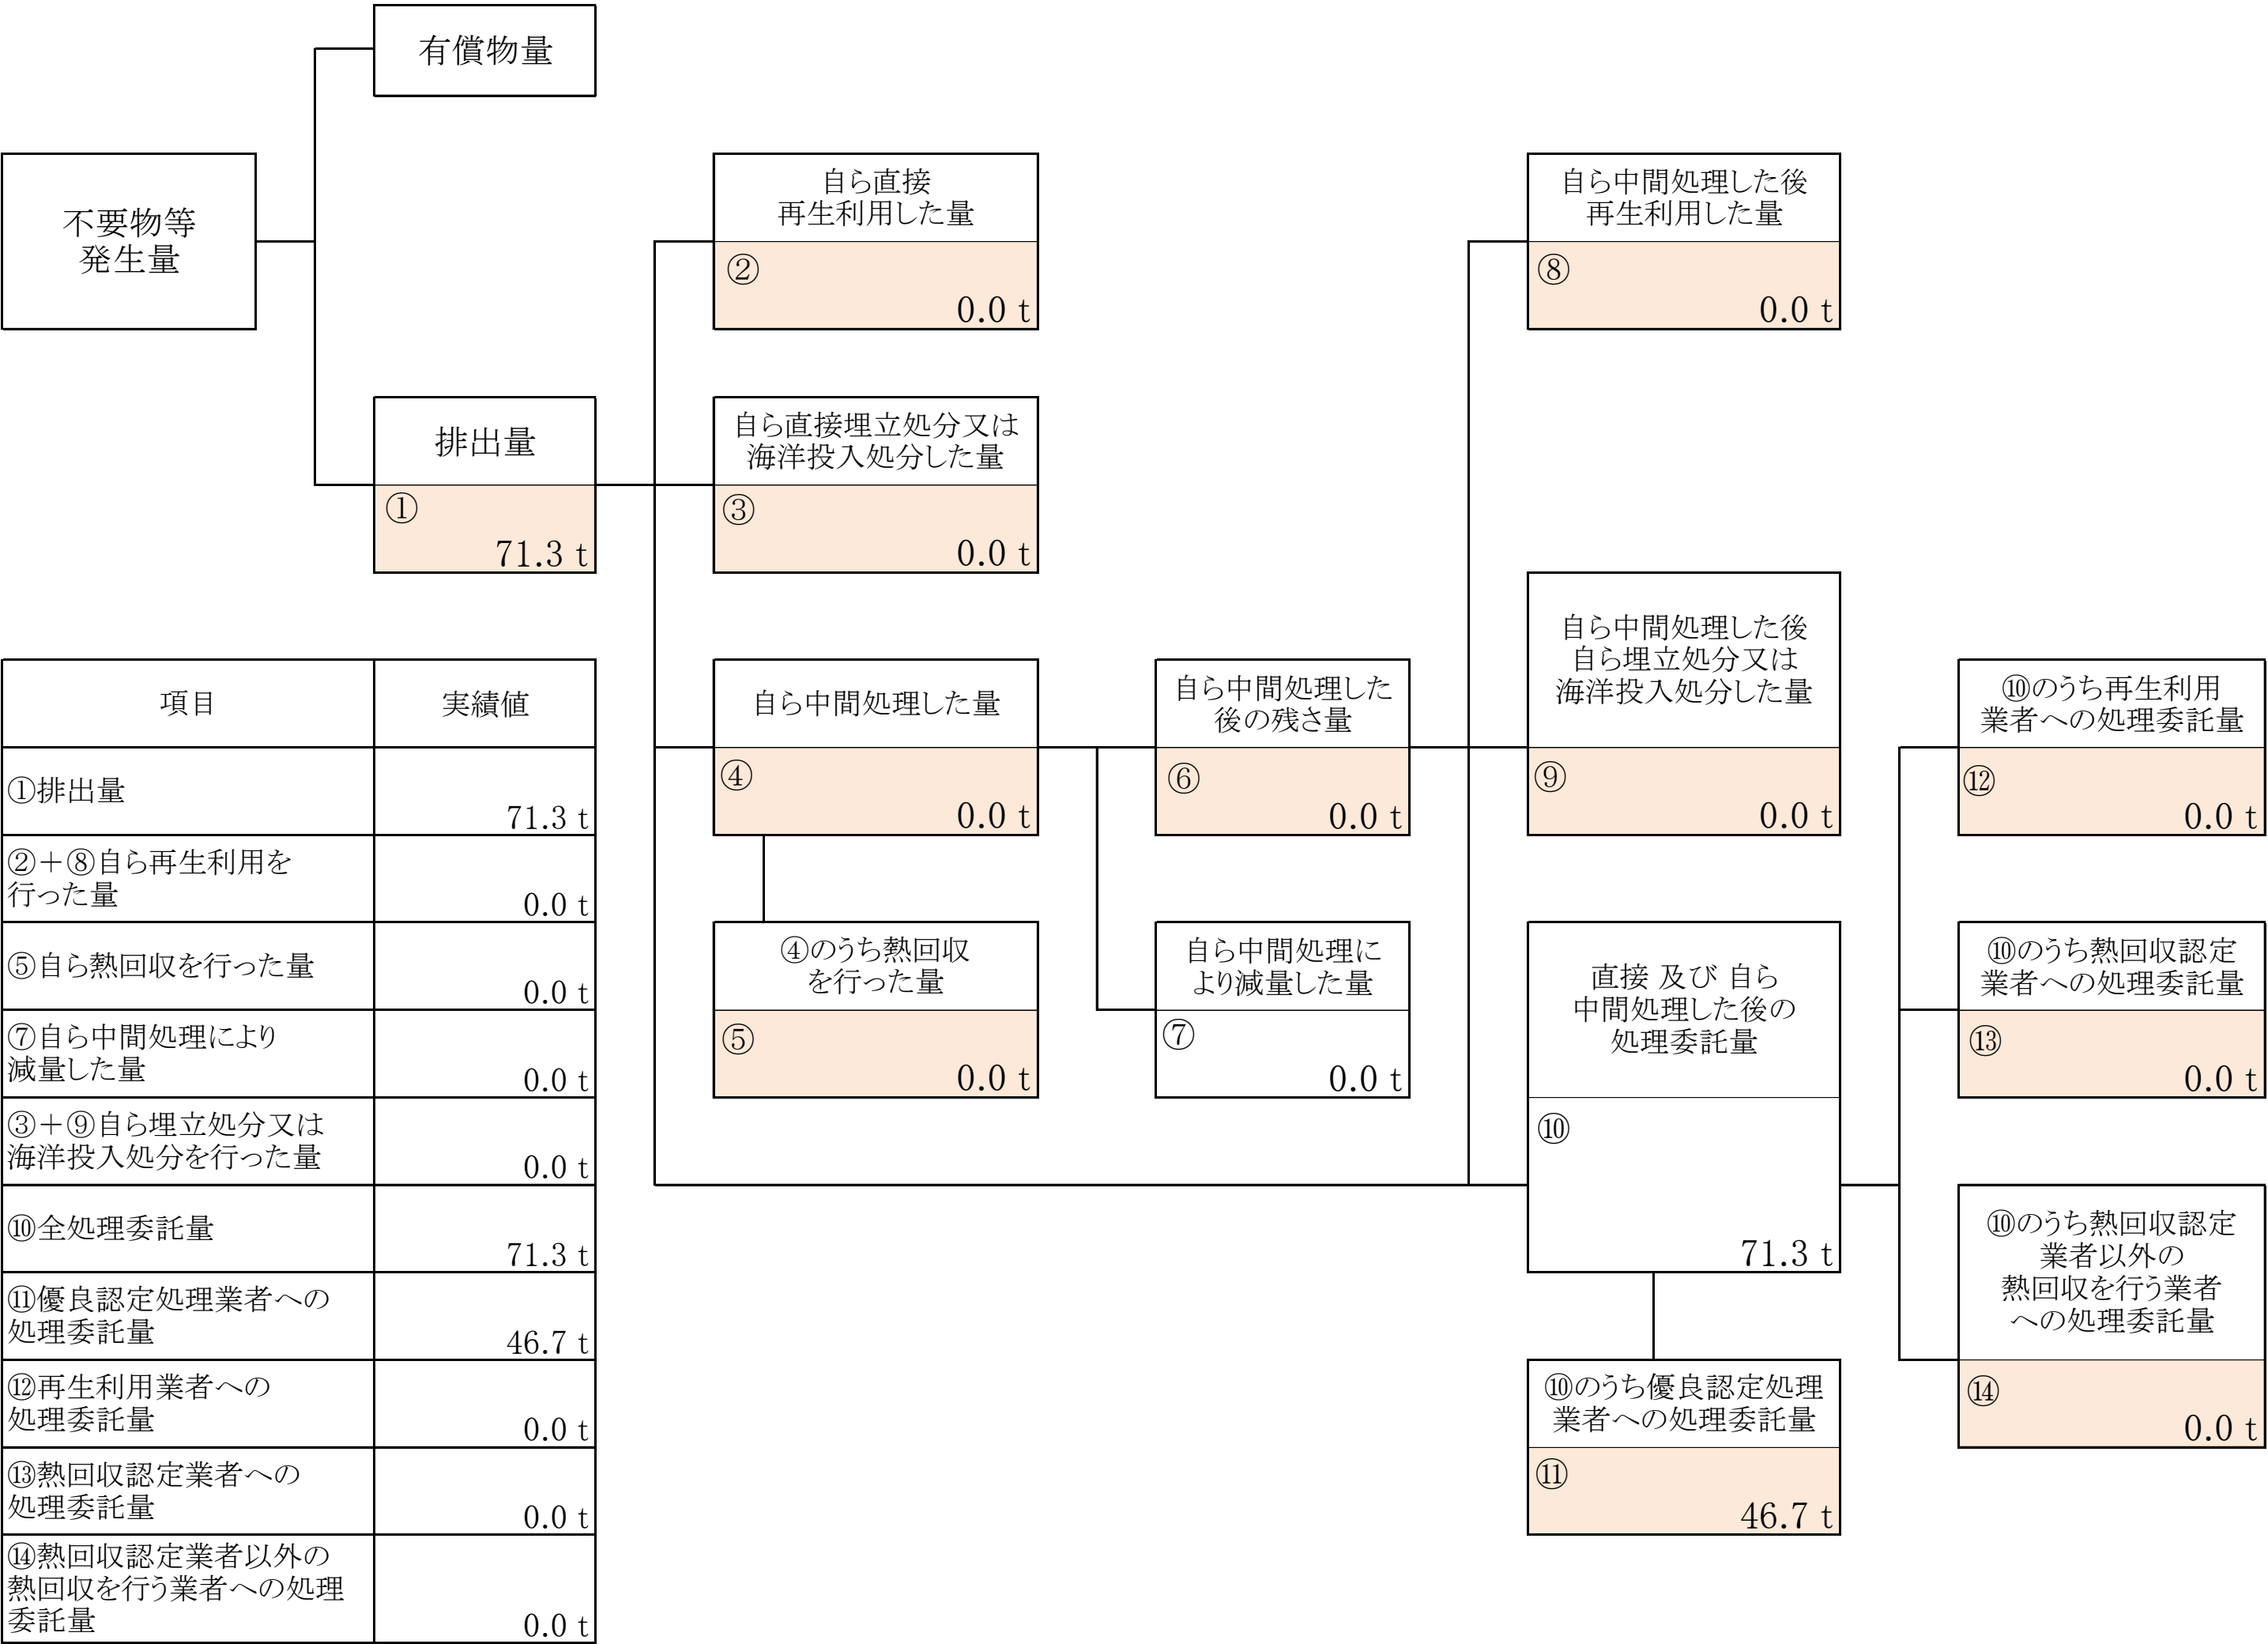 有償物量
不要物等
発生量
自ら直接
再生利用した量
②
0.0 t
自ら中間処理した後
再生利用した量
⑧
0.0 t
排出量
①
71.3 t
自ら直接埋立処分又は
海洋投入処分した量
③
0.0 t
自ら中間処理した量
④
0.0 t
自ら中間処理した
後の残さ量
⑥
0.0 t
自ら中間処理した後
自ら埋立処分又は
海洋投入処分した量
⑨
0.0 t
⑩のうち再生利用
業者への処理委託量
⑫
0.0 t
④のうち熱回収
を行った量
⑤
0.0 t
自ら中間処理に
より減量した量
⑦
0.0 t
直接 及び 自ら
中間処理した後の
処理委託量
⑩
71.3 t
⑩のうち熱回収認定
業者への処理委託量
⑬
0.0 t
⑩のうち熱回収認定
業者以外の
熱回収を行う業者
への処理委託量
⑭
0.0 t
⑩のうち優良認定処理
業者への処理委託量
⑪
46.7 t
項目 実績値
①排出量
71.3 t
②＋⑧自ら再生利用を
行った量
0.0 t
⑤自ら熱回収を行った量
0.0 t
⑦自ら中間処理により
減量した量
0.0 t
③＋⑨自ら埋立処分又は
海洋投入処分を行った量
0.0 t
⑩全処理委託量
71.3 t
⑪優良認定処理業者への
処理委託量
46.7 t
⑫再生利用業者への
処理委託量
0.0 t
⑬熱回収認定業者への
処理委託量
0.0 t
⑭熱回収認定業者以外の
熱回収を行う業者への処理
委託量
0.0 t